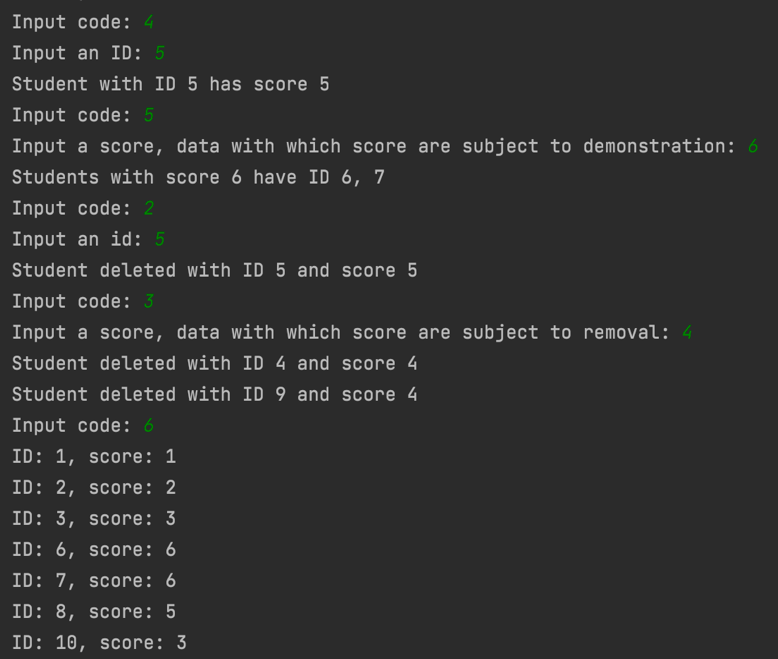 Input code: 4
Input an ID: 5
Student with ID 5 has score 5
Input code: 5
Input a score, data with which score are subject to demonstration: 6
Students with score 6 have ID 6, 7
Input code: 2
Input an id: 5
Student deleted with ID 5 and score 5
Input code: 3
Input a score, data with which score are subject to removal: 4
Student deleted with ID 4 and score 4
Student deleted with ID 9 and score 4
Input code: 6
ID: 1, score: 1
ID: 2, score: 2
ID: 3, score: 3
ID: 6, score: 6
ID: 7, score: 6
ID: 8, score: 5
ID: 10, score: 3